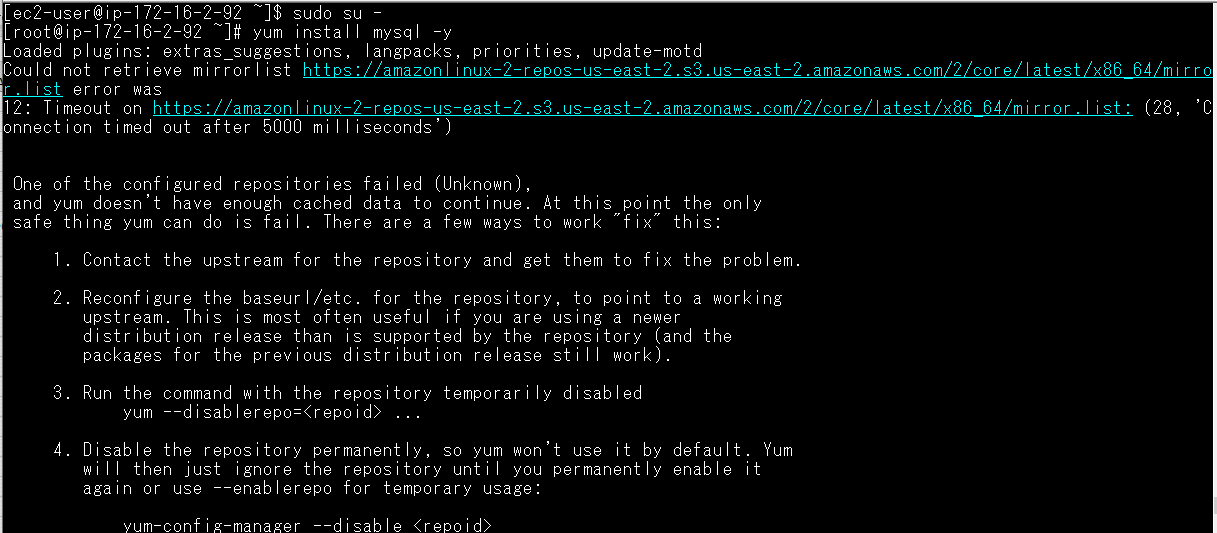 [ec2-user@ip-172-16-2-92 ~]$ sudo su -
[root@ip-172-16-2-92 ~]# yum install mysql -y
Loaded plugins: extras_suggestions, langpacks, priorities, update-motd
Could not retrieve mirrorlist https://amazonlinux-2-repos-us-east-2.s3.us-east-2.amazonaws.com/2/core/latest/x86_64/mirro
r.list error was
12: Timeout on https://amazonlinux-2-repos-us-east-2.s3.us-east-2.amazonaws.com/2/core/latest/x86_64/mirror.list: (28, 'C
onnection timed out after 5000 milliseconds')
One of the configured repositories failed (Unknown),
and yum doesn't have enough cached data to continue. At this point the only
safe thing yum can do is fail. There are a few ways to work "fix" this:
1. Contact the upstream for the repository and get them to fix the problem.
2. Reconfigure the baseurl/etc. for the repository, to point to a working
upstream. This is most often useful if you are using a newer
distribution release than is supported by the repository (and the
packages for the previous distribution release still work).
3. Run the command with the repository temporarily disabled
yum --disablerepo=<repoid> ...
4. Disable the repository permanently, so yum won't use it by default. Yum
will then just ignore the repository until you permanently enable it
again or use --enablerepo for temporary usage:
yum-config-manager --disable <repoid>